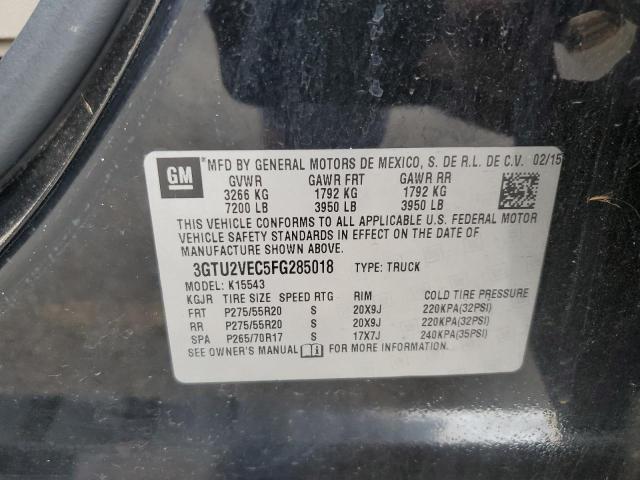 GM *MFD BY GENERAL MOTORS DE MEXICO, S. DE R.L. DE C.V. 02/15
GVWR GAWR FRT GAWR RR
3266 KG 1792 KG 1792 KG
7200 LB 3950 LB 3950 LB
THIS VEHICLE CONFORMS TO ALL APPLICABLE U.S. FEDERAL MOTOR
VEHICLE SAFETY STANDARDS IN EFFECT ON THE DATE OF
MANUFACTURE SHOWN ABOVE.
3GTU2VEC5FG285018 TYPE: TRUCK
MODEL: K15543
KGJR TIRE SIZE SPEED RTG RIM COLD TIRE PRESSURE
FRT P275/55R20 S 20X9J 220KPA(32PSI)
RR P275/55R20 S 20X9J 220KPA(32PSI)
SPA P265/70R17 S 17X7J 240KPA(35PSI)
SEE OWNER'S MANUAL FOR MORE INFORMATION.